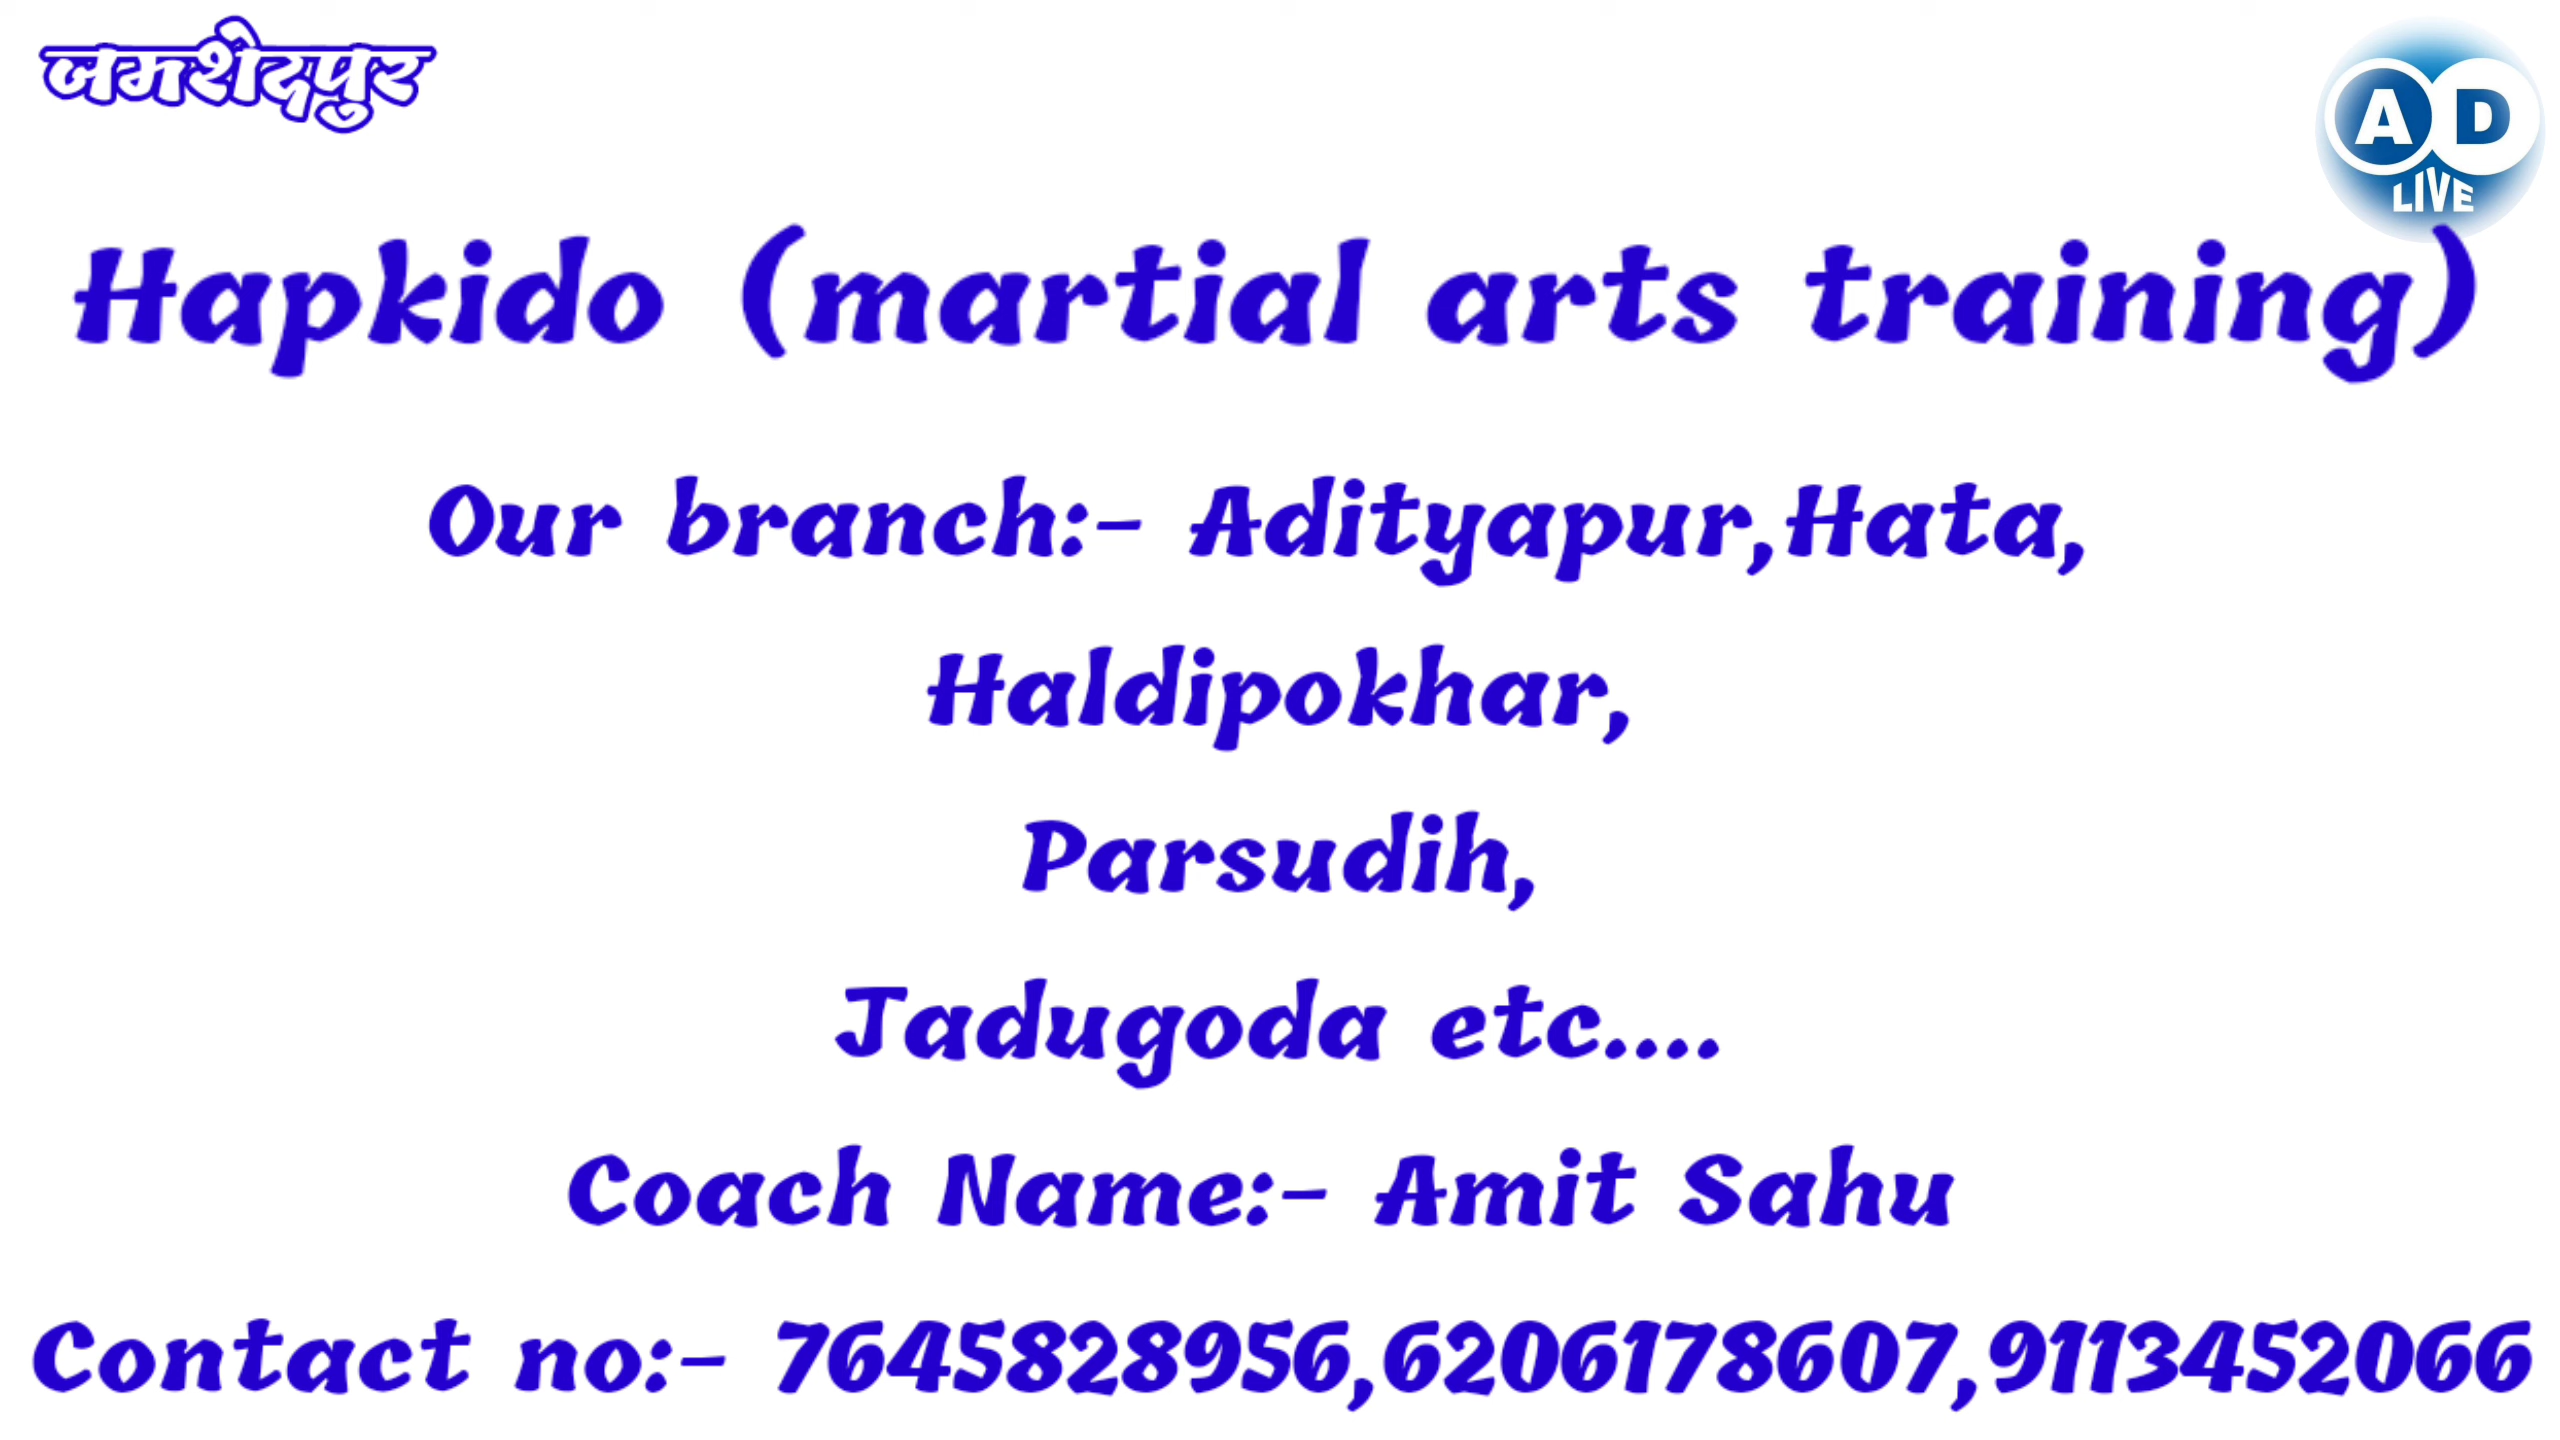 जमशेदपुर
A D
LIVE
Hapkido (martial arts training)
Our branch:- Adityapur,Hata,
Haldipokhar,
Parsudih,
Jadugoda etc....
Coach Name:- Amit Sahu
Contact no:- 7645828956,6206178607,9113452066